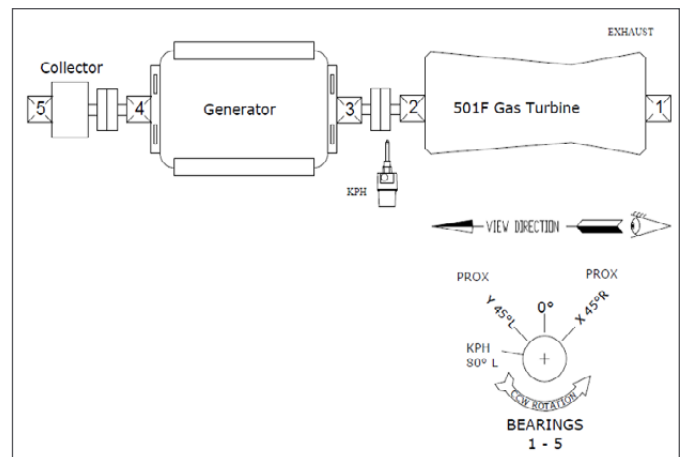 EXHAUST
Collector
5
4
Generator
3
2
501F Gas Turbine
1
KPH
VIEW DIRECTION
PROX
PROX
Y 45°L
0°
X 45°R
KPH
80° L
CCW ROTATION
BEARINGS
1 - 5